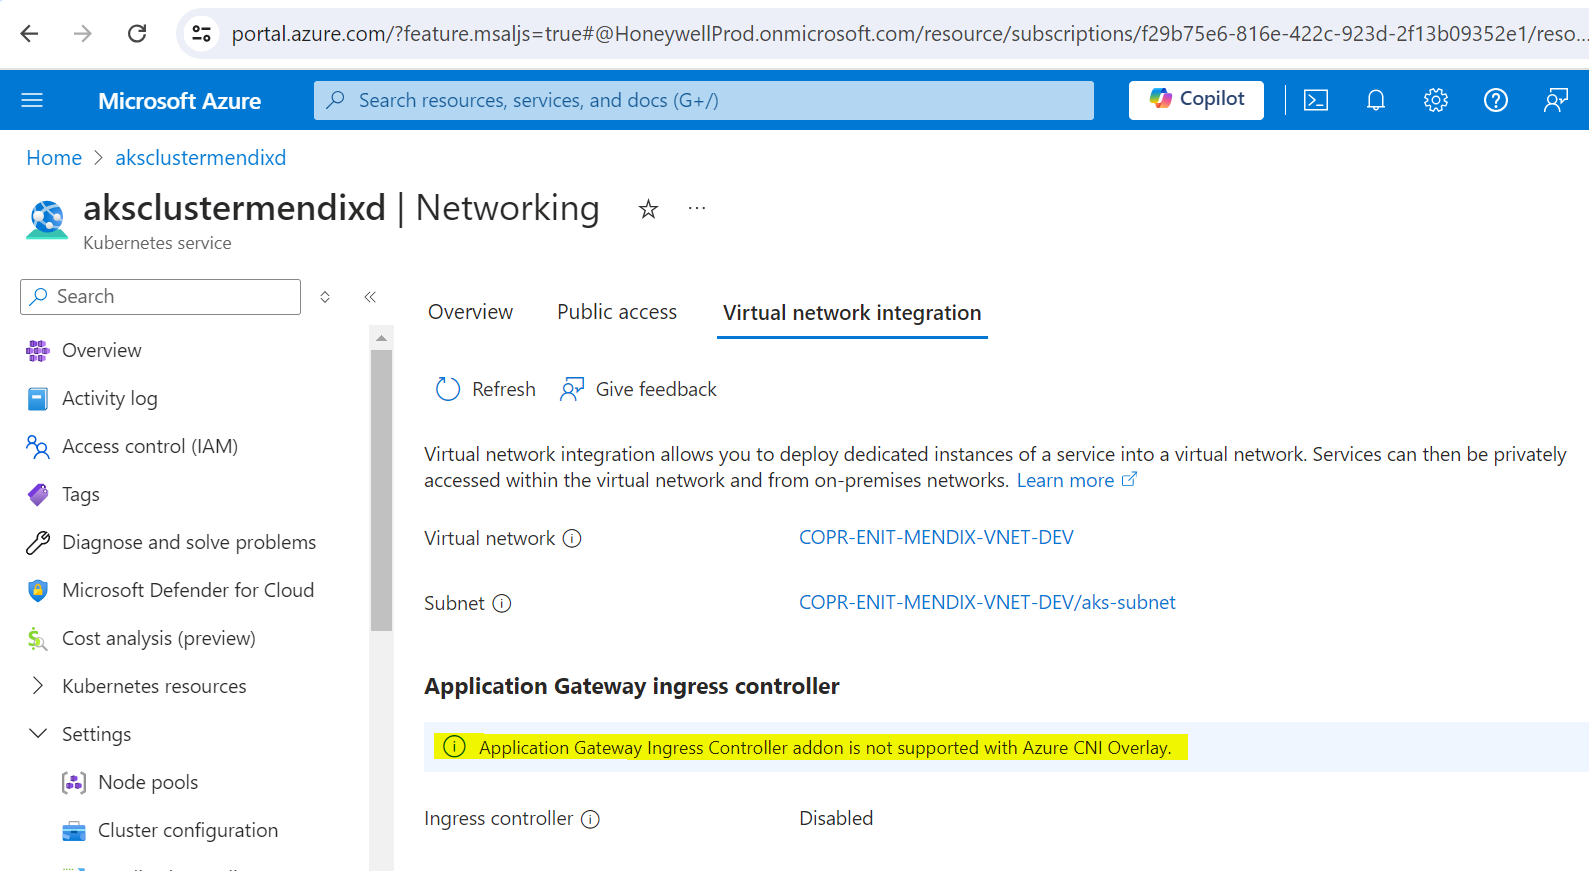 portal.azure.com/?feature.msaljs=true#@HoneywellProd.onmicrosoft.com/resource/subscriptions/f29b75e6-816e-422c-923d-2f13b09352e1/reso...
Microsoft Azure
Search resources, services, and docs (G+/)
Copilot
Home > aksclustermendixd
aksclustermendixd | Networking
Kubernetes service
Search
Overview
Activity log
Access control (IAM)
Tags
Diagnose and solve problems
Microsoft Defender for Cloud
Cost analysis (preview)
Kubernetes resources
Settings
Node pools
Cluster configuration
Overview
Public access
Virtual network integration
Refresh
Give feedback
Virtual network integration allows you to deploy dedicated instances of a service into a virtual network. Services can then be privately
accessed within the virtual network and from on-premises networks. Learn more
Virtual network
COPR-ENIT-MENDIX-VNET-DEV
Subnet
COPR-ENIT-MENDIX-VNET-DEV/aks-subnet
Application Gateway ingress controller
Application Gateway Ingress Controller addon is not supported with Azure CNI Overlay.
Ingress controller
Disabled